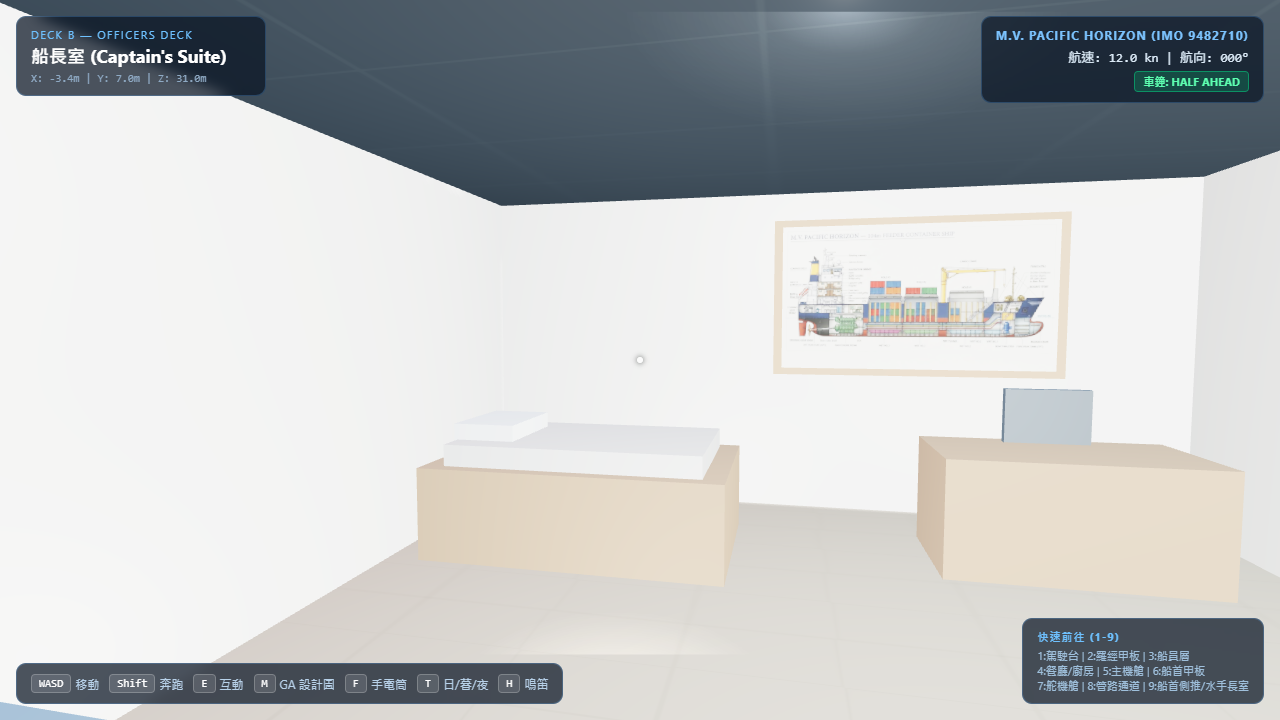 DECK B — OFFICERS DECK
船長室 (Captain's Suite)
X: -3.4m | Y: 7.0m | Z: 31.0m
M.V. PACIFIC HORIZON (IMO 9482710)
航速: 12.0 kn | 航向: 000°
車鐘: HALF AHEAD
WASD 移動 Shift 奔跑 E 互動 M GA 設計圖 F 手電筒 T 日/暮/夜 H 鳴笛
快速前往 (1-9)
1:駕駛台 | 2:羅經甲板 | 3:船員層
4:餐廳/廚房 | 5:主機艙 | 6:船首甲板
7:舵機艙 | 8:管路通道 | 9:船首側推/水手長室